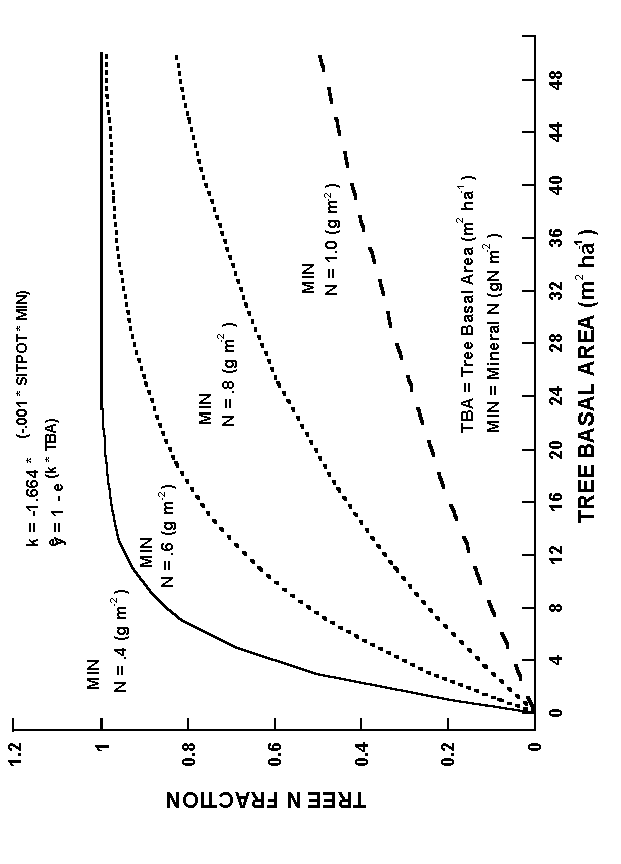 k = -1.664 * e(-.001 * SITPOT * MIN)
y = 1 - e(k * TBA)
MIN
N = .4 (g m-2)
MIN
N = .6 (g m-2)
MIN
N = .8 (g m-2)
MIN
N = 1.0 (g m-2)
TBA = Tree Basal Area (m2 ha-1)
MIN = Mineral N (gN m-2)
TREE N FRACTION
1.2
1
0.8
0.6
0.4
0.2
0
0
4
8
12
16
20
24
28
32
36
40
44
48
TREE BASAL AREA (m2 ha-1)